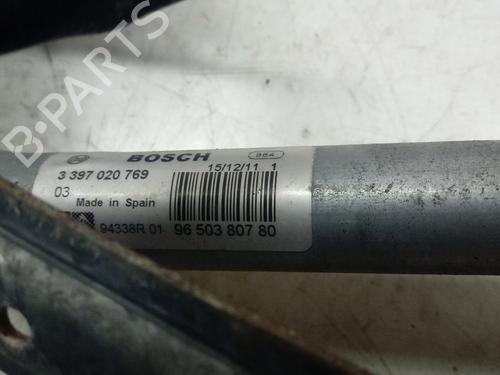 B-PARTS
BOSCH 964
3 397 020 769 15/12/11 1
03
Made in Spain
94338R 01 96 503 807 80